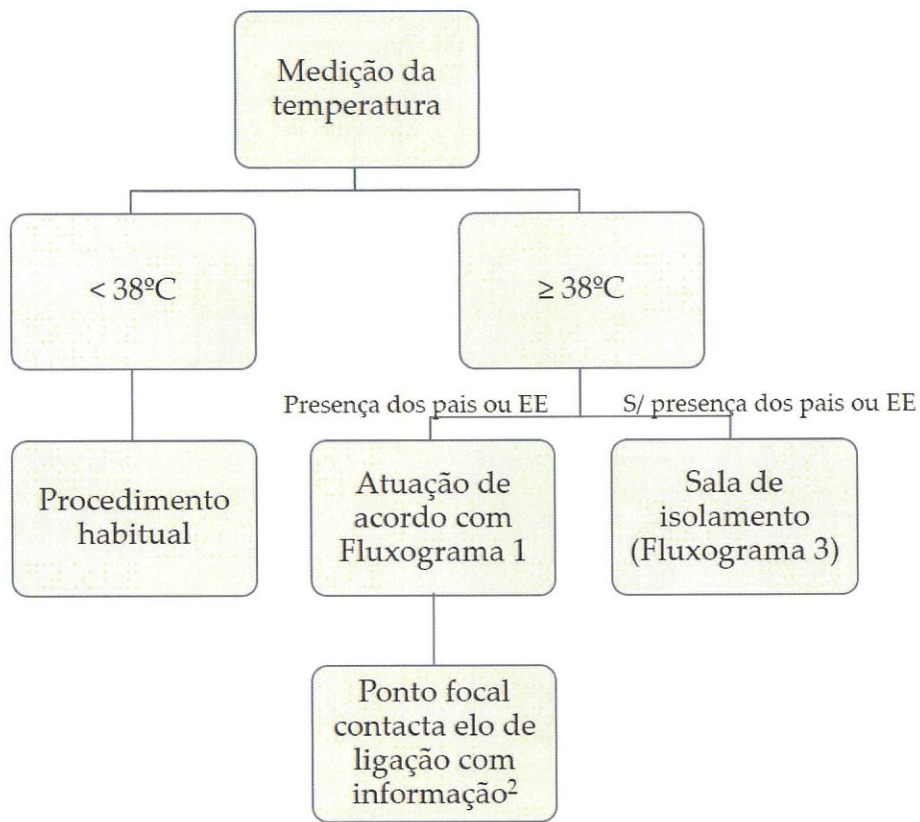 Medição da
temperatura
< 38ºC
≥ 38ºC
Presença dos pais ou EE
S/ presença dos pais ou EE
Procedimento
habitual
Atuação de
acordo com
Fluxograma 1
Sala de
isolamento
(Fluxograma 3)
Ponto focal
contacta elo de
ligação com
informação²